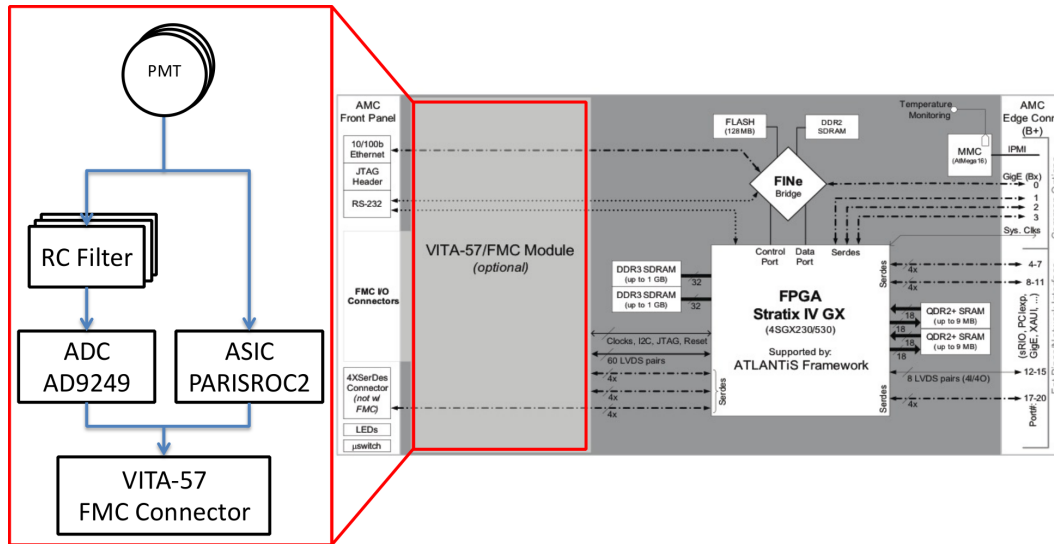 PMT
RC Filter
ADC
AD9249
ASIC
PARISROC2
VITA-57
FMC Connector
AMC
Front Panel
10/100b
Ethernet
JTAG
Header
RS-232
FMC I/O
Connectors
4XSerDes
Connector
(not w/
FMC)
LEDs
µswitch
VITA-57/FMC Module
(optional)
FLASH
(128MB)
DDR2
SDRAM
FINe
Bridge
Temperature
Monitoring
MMC
(AtMega16)
AMC
Edge Conn
(B+)
IPMI
GigE (Bx)
0
1
2
3
Sys. Clks
Control
Port
Data
Port
Serdes
DDR3 SDRAM
(up to 1 GB)
32
DDR3 SDRAM
(up to 1 GB)
32
FPGA
Stratix IV GX
(4SGX230/530)
Supported by:
ATLANTiS Framework
Clocks, I2C, JTAG, Reset
60 LVDS pairs
4x
4x
4x
Serdes
Serdes
4x
4-7
4x
8-11
18
18
QDR2+ SRAM
(up to 9 MB)
18
18
QDR2+ SRAM
(up to 9 MB)
8 LVDS pairs (4I/4O)
12-15
Serdes
4x
17-20
Port#:
(sRIO, PCIexp,
GigE, XAUI, ...)